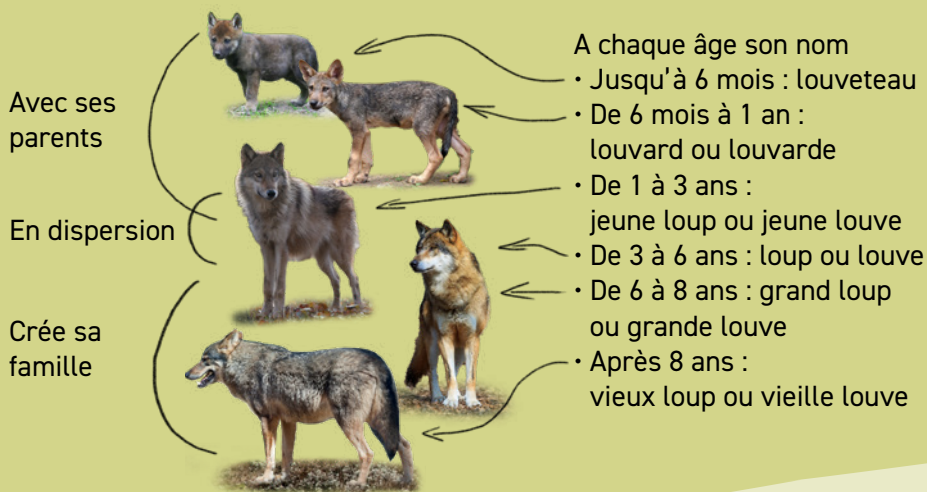 Avec ses
parents
En dispersion
Crée sa
famille
A chaque âge son nom
· Jusqu'à 6 mois : louveteau
· De 6 mois à 1 an :
louvard ou louvarde
· De 1 à 3 ans :
jeune loup ou jeune louve
· De 3 à 6 ans : loup ou louve
· De 6 à 8 ans : grand loup
ou grande louve
· Après 8 ans :
vieux loup ou vieille louve